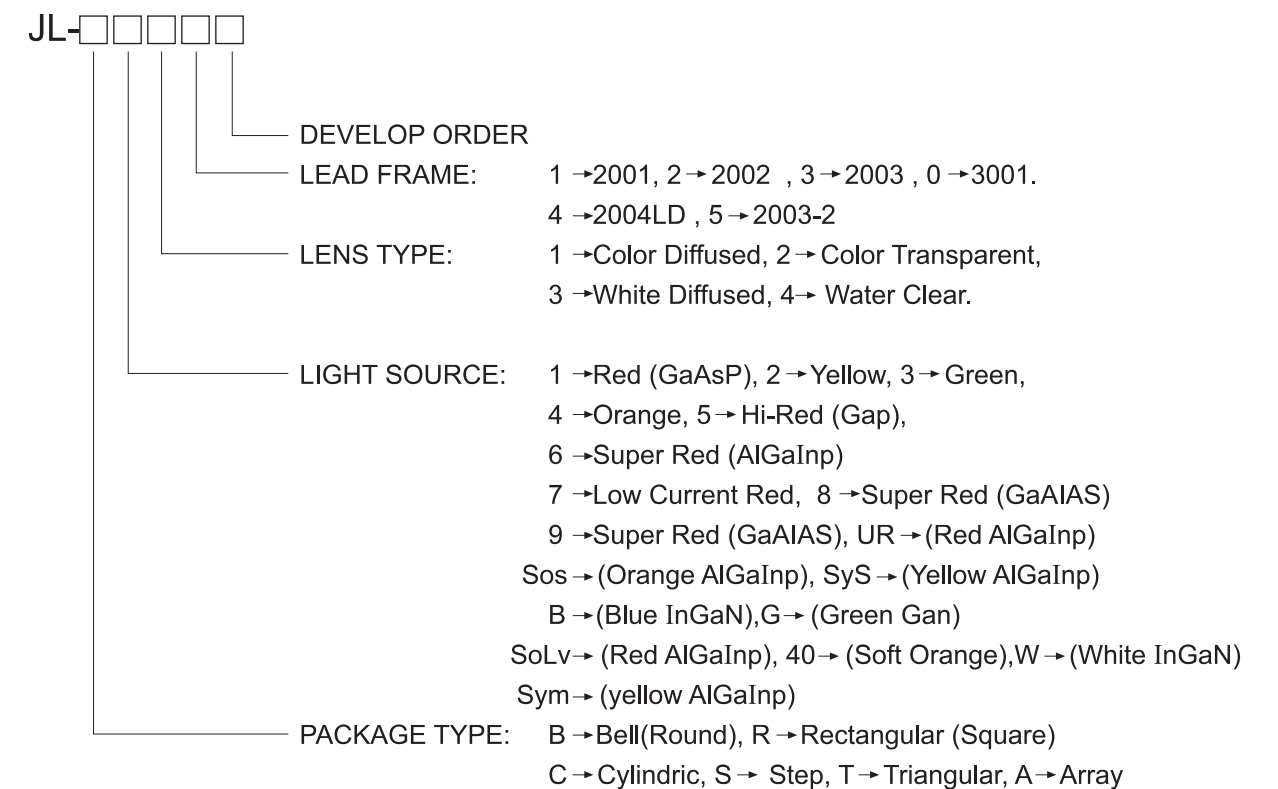 JL-□□□□□
DEVELOP ORDER
LEAD FRAME: 1 →2001, 2→2002 , 3→2003 , 0→3001.
4 →2004LD , 5→2003-2
LENS TYPE: 1 →Color Diffused, 2→Color Transparent,
3 →White Diffused, 4→ Water Clear.
LIGHT SOURCE: 1 →Red (GaAsP), 2→Yellow, 3→Green,
4 →Orange, 5→Hi-Red (Gap),
6 →Super Red (AlGaInp)
7 →Low Current Red, 8 →Super Red (GaAlAS)
9 →Super Red (GaAlAS), UR→(Red AlGaInp)
Sos→(Orange AlGaInp), SyS→(Yellow AlGaInp)
B→(Blue InGaN),G→(Green Gan)
SoLv→ (Red AlGaInp), 40→(Soft Orange),W→(White InGaN)
Sym→(yellow AlGaInp)
PACKAGE TYPE: B→Bell(Round), R→Rectangular (Square)
C→Cylindric, S→ Step, T→Triangular, A→Array